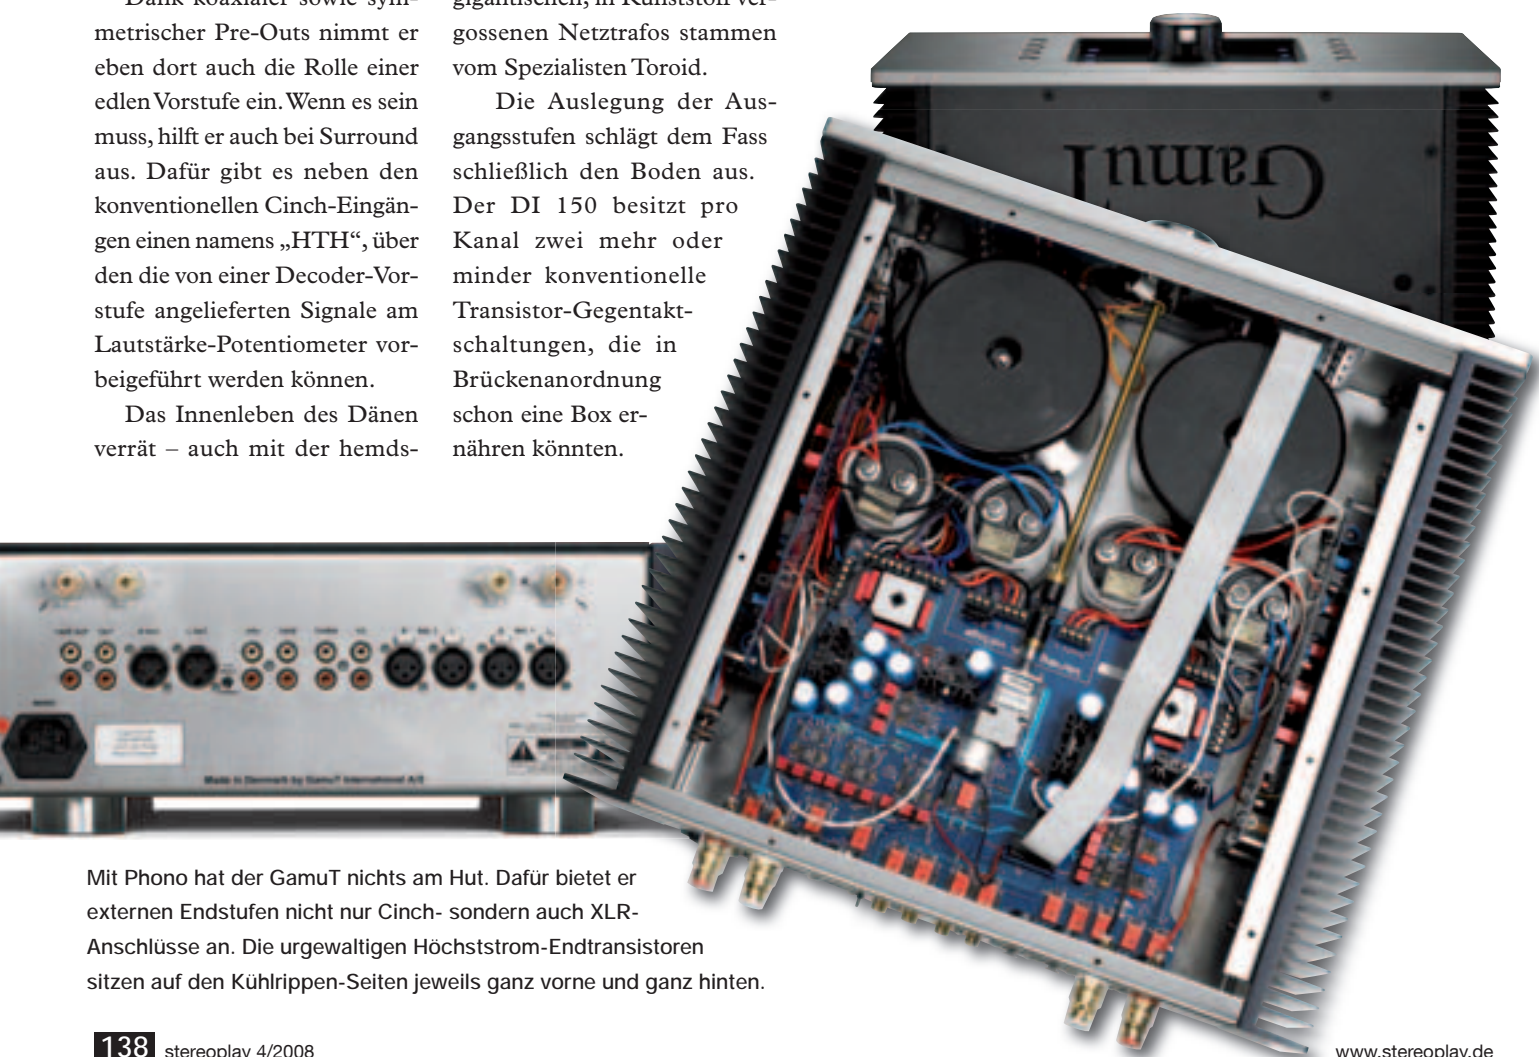 Dank koaxialer sowie sym-
metrischer Pre-Outs nimmt er
eben dort auch die Rolle einer
edlen Vorstufe ein. Wenn es sein
muss, hilft er auch bei Surround
aus. Dafür gibt es neben den
konventionellen Cinch-Eingän-
gen einen namens „HTH“, über
den die von einer Decoder-Vor-
stufe angelieferten Signale am
Lautstärke-Potentiometer vor-
beigeführt werden können.
Das Innenleben des Dänen
verrät – auch mit der hemds-
gigantischen, in Kunststoff ver-
gossenen Netztrafos stammen
vom Spezialisten Toroid.
Die Auslegung der Aus-
gangsstufen schlägt dem Fass
schließlich den Boden aus.
Der DI 150 besitzt pro
Kanal zwei mehr oder
minder konventionelle
Transistor-Gegentakt-
schaltungen, die in
Brückenanordnung
schon eine Box er-
nähren könnten.
GamuT
Made in Denmark by GamuT International A/S
Mit Phono hat der GamuT nichts am Hut. Dafür bietet er
externen Endstufen nicht nur Cinch- sondern auch XLR-
Anschlüsse an. Die urgewaltigen Höchststrom-Endtransistoren
sitzen auf den Kühlrippen-Seiten jeweils ganz vorne und ganz hinten.
138 stereoplay 4/2008
www.stereoplay.de